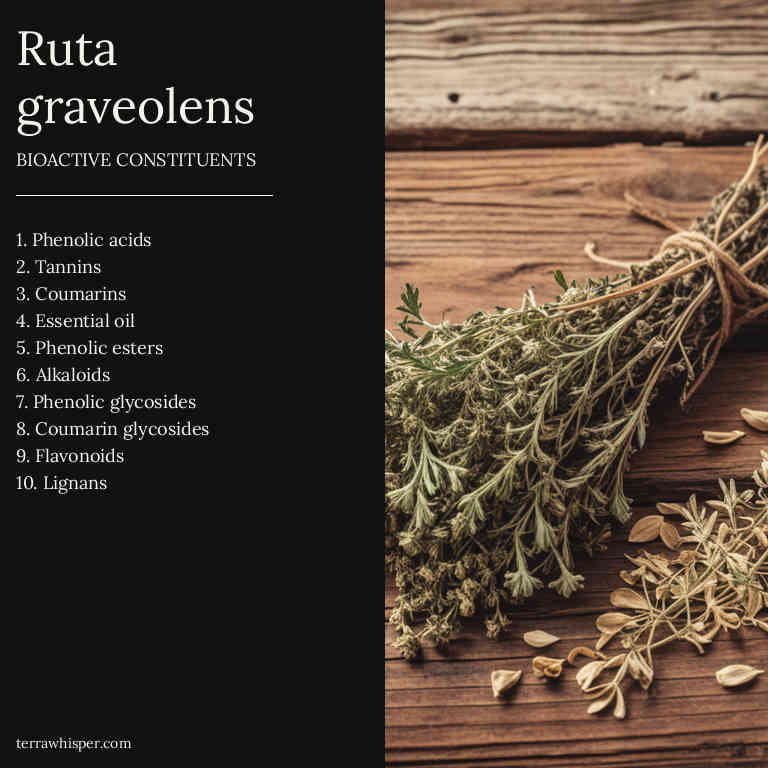 Ruta
graveolens
BIOACTIVE CONSTITUENTS
1. Phenolic acids
2. Tannins
3. Coumarins
4. Essential oil
5. Phenolic esters
6. Alkaloids
7. Phenolic glycosides
8. Coumarin glycosides
9. Flavonoids
10. Lignans
terrawhisper.com